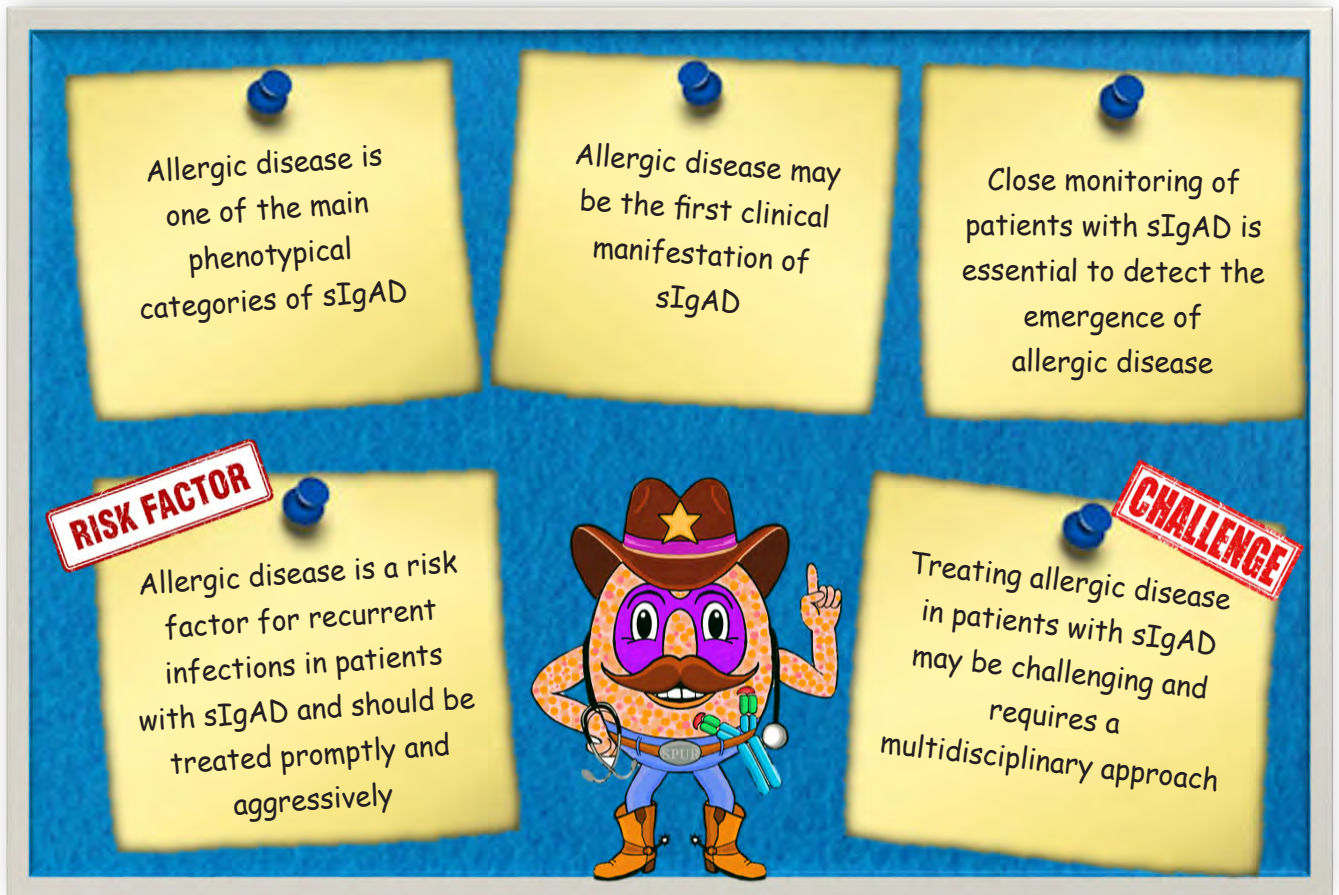 Allergic disease is
one of the main
phenotypical
categories of sIgAD
Allergic disease may
be the first clinical
manifestation of
sIgAD
Close monitoring of
patients with sIgAD is
essential to detect the
emergence of
allergic disease
RISK FACTOR
Allergic disease is a risk
factor for recurrent
infections in patients
with sIgAD and should be
treated promptly and
aggressively
SPUR
CHALLENGE
Treating allergic disease
in patients with sIgAD
may be challenging and
requires a
multidisciplinary approach